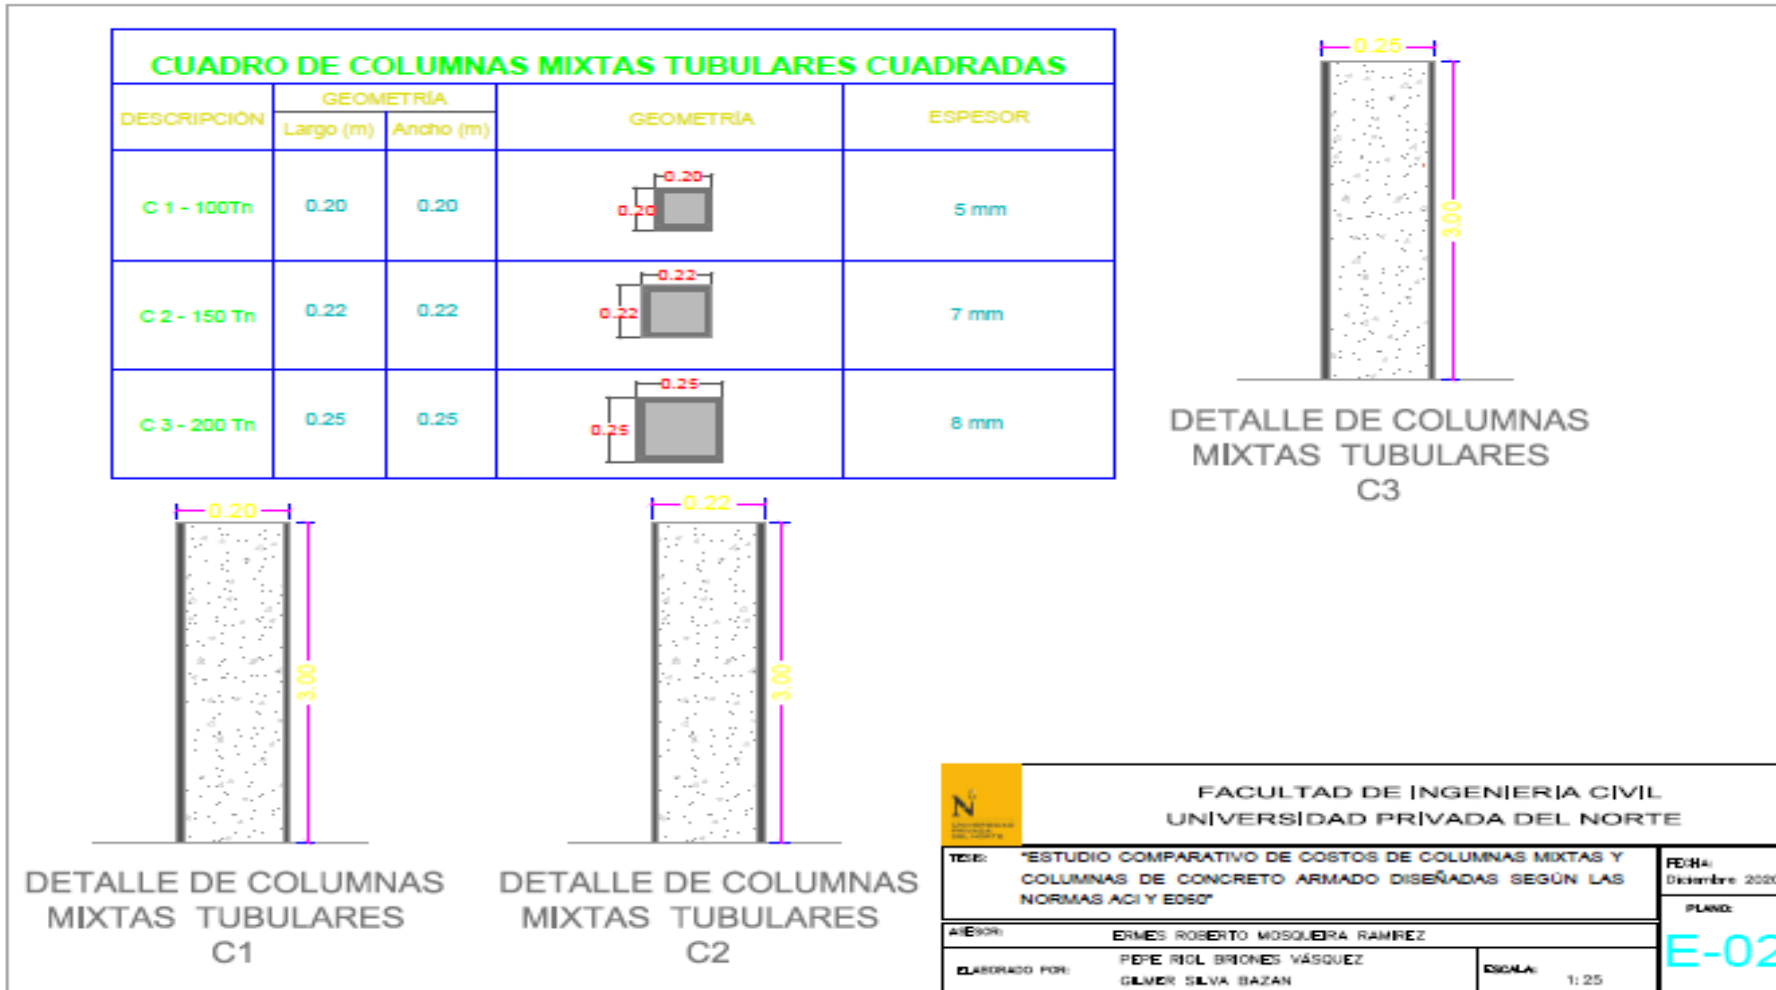 CUADRO DE COLUMNAS MIXTAS TUBULARES CUADRADAS
DESCRIPCIÓN
GEOMETRÍA
Largo (m)
Ancho (m)
GEOMETRÍA
ESPESOR
C 1 - 100Tn
0.20
0.20
0.20
0.20
5 mm
C 2 - 150 Tn
0.22
0.22
0.22
0.22
7 mm
C 3 - 200 Tn
0.25
0.25
0.25
0.25
8 mm
0.25
3.00
DETALLE DE COLUMNAS
MIXTAS TUBULARES
C3
0.20
3.00
DETALLE DE COLUMNAS
MIXTAS TUBULARES
C1
0.22
3.00
DETALLE DE COLUMNAS
MIXTAS TUBULARES
C2
N
UNIVERSIDAD
PRIVADA
DEL NORTE
FACULTAD DE INGENIERIA CIVIL
UNIVERSIDAD PRIVADA DEL NORTE
TESIS:
"ESTUDIO COMPARATIVO DE COSTOS DE COLUMNAS MIXTAS Y
COLUMNAS DE CONCRETO ARMADO DISEÑADAS SEGÚN LAS
NORMAS ACI Y E060"
FECHA:
Diciembre 2020
PLANO:
E-02
ASESOR:
ERMES ROBERTO MOSQUEIRA RAMIREZ
ELABORADO POR:
PEPE RIOL BRIONES VÁSQUEZ
GILMER SILVA BAZAN
ESCALA:
1: 25